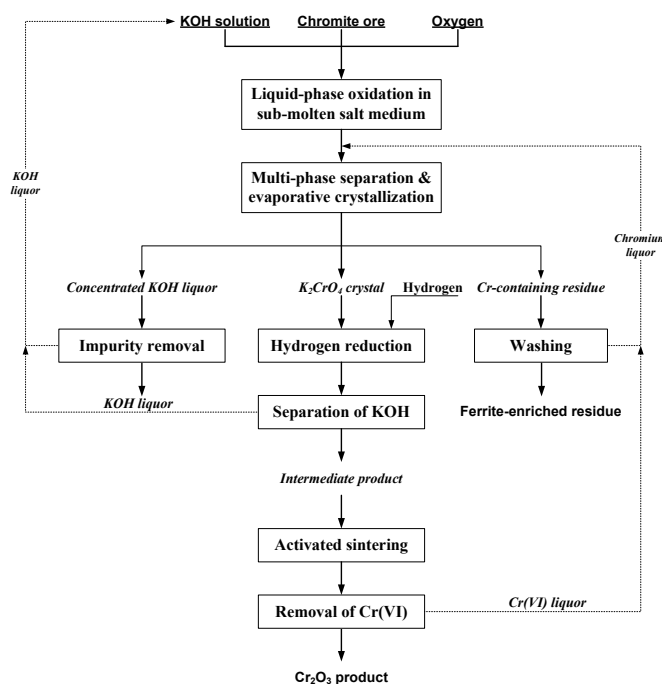 KOH solution
Chromite ore
Oxygen
Liquid-phase oxidation in
sub-molten salt medium
KOH
liquor
Multi-phase separation &
evaporative crystallization
Chromium
liquor
Concentrated KOH liquor
K₂CrO₄ crystal
Hydrogen
Cr-containing residue
Impurity removal
Hydrogen reduction
Washing
KOH liquor
Separation of KOH
Ferrite-enriched residue
Intermediate product
Activated sintering
Removal of Cr(VI)
Cr(VI) liquor
Cr₂O₃ product